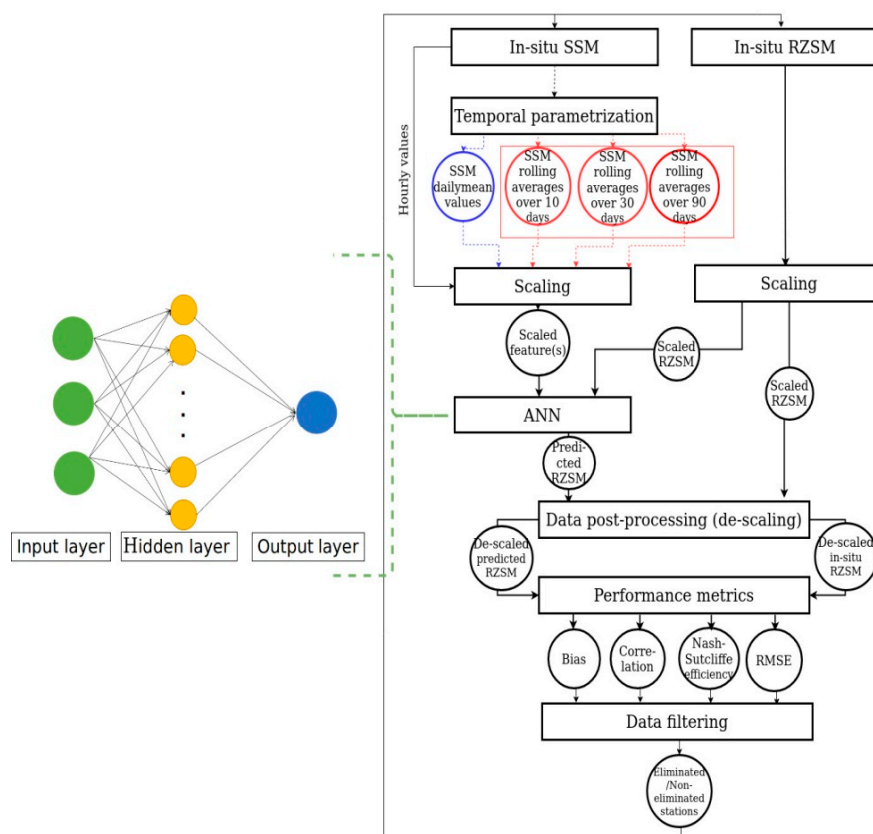 In-situ SSM
In-situ RZSM
Hourly values
Temporal parametrization
SSM
dailymean
values
SSM
rolling
averages
over 10
days
SSM
rolling
averages
over 30
days
SSM
rolling
averages
over 90
days
Scaling
Scaling
Scaled
feature(s)
Scaled
RZSM
Scaled
RZSM
ANN
Predi-
cted
RZSM
Data post-processing (de-scaling)
De-scaled
predicted
RZSM
De-scaled
in-situ
RZSM
Performance metrics
Bias
Corre-
lation
Nash-
Sutcliffe
efficiency
RMSE
Data filtering
Eliminated
/Non-
eliminated
stations
Input layer
Hidden layer
Output layer